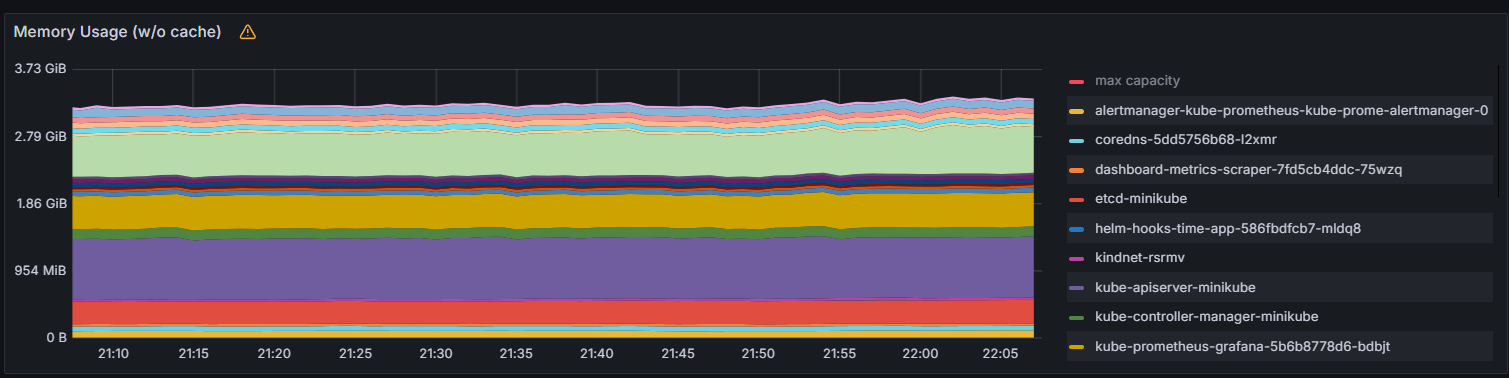 Memory Usage (w/o cache)
3.73 GiB
2.79 GiB
1.86 GiB
954 MiB
0 B
21:10 21:15 21:20 21:25 21:30 21:35 21:40 21:45 21:50 21:55 22:00 22:05
max capacity
alertmanager-kube-prometheus-kube-prome-alertmanager-0
coredns-5dd5756b68-l2xmr
dashboard-metrics-scraper-7fd5cb4ddc-75wzq
etcd-minikube
helm-hooks-time-app-586fbdfcb7-mldq8
kindnet-rsrmv
kube-apiserver-minikube
kube-controller-manager-minikube
kube-prometheus-grafana-5b6b8778d6-bdbjt